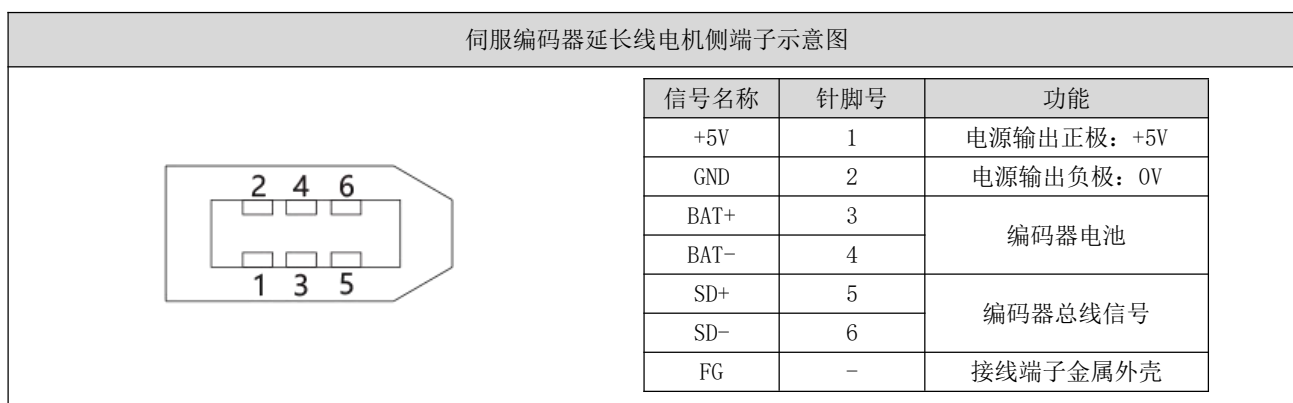 伺服编码器延长线电机侧端子示意图
2 4 6
1 3 5
信号名称 针脚号 功能
+5V 1 电源输出正极：+5V
GND 2 电源输出负极：0V
BAT+ 3 编码器电池
BAT- 4
SD+ 5 编码器总线信号
SD- 6
FG - 接线端子金属外壳